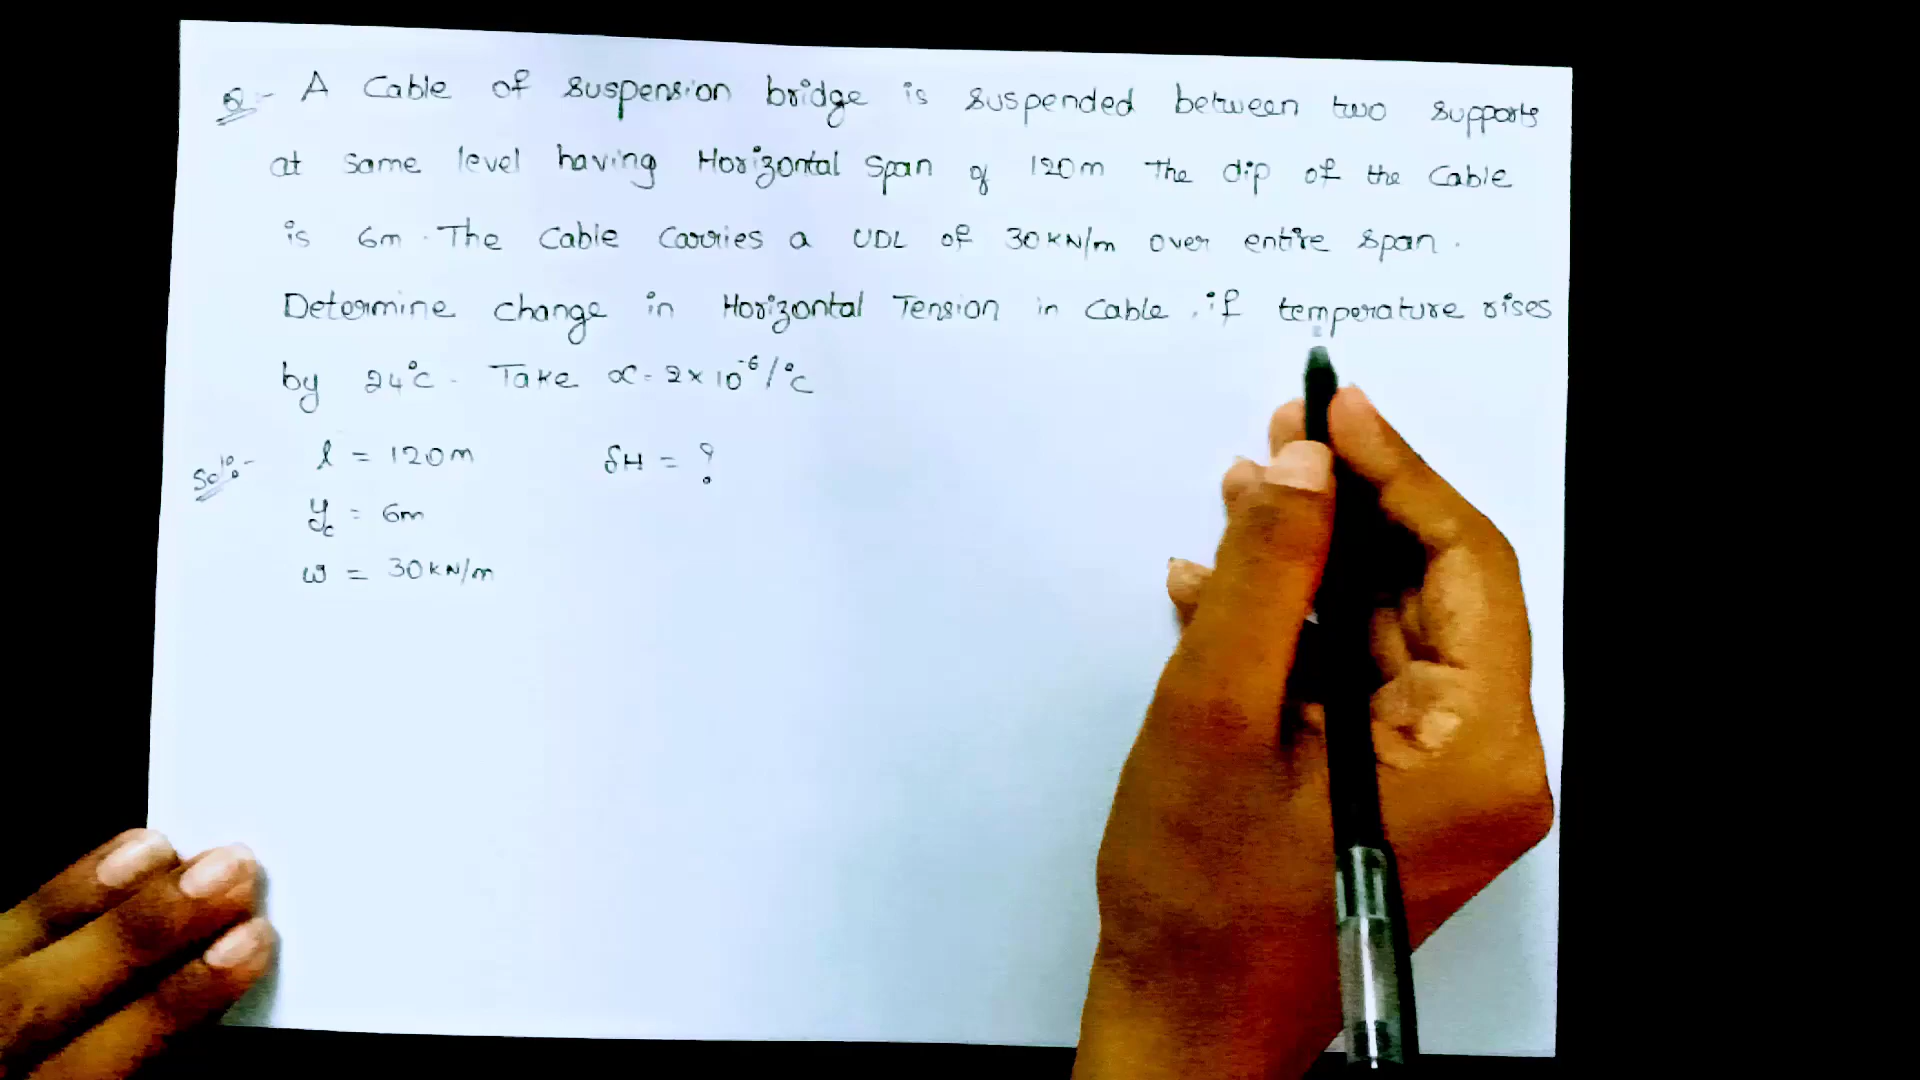 Q:- A Cable of suspension bridge is suspended between two supports
at same level having Horizontal Span of 120m The dip of the Cable
is 6m. The Cable Carries a UDL of 30KN/m over entire span.
Determine change in Horizontal Tension in Cable, if temperature rises
by 24°C. Take α = 2×10⁻⁶/°C
Sol:- l = 120m δH = ?
y_c = 6m
w = 30KN/m